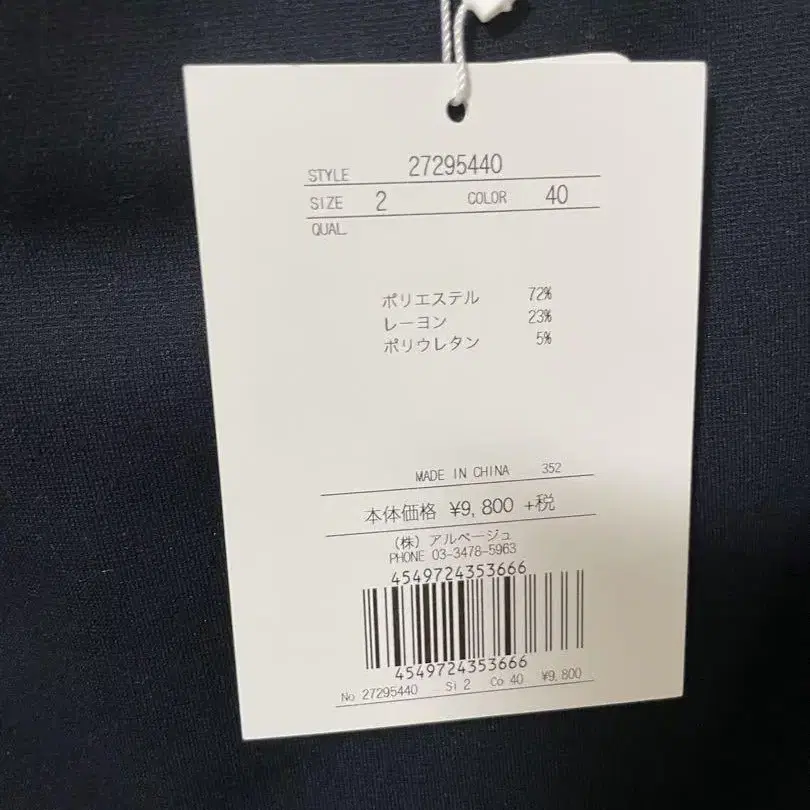 STYLE 27295440
SIZE 2 COLOR 40
QUAL.
ポリエステル 72%
レーヨン 23%
ポリウレタン 5%
MADE IN CHINA 352
本体価格 ¥9,800 +税
(株) アルページュ
PHONE 03-3478-5963
4549724353666
4549724353666
No 27295440 Si 2 Co 40 ¥9,800